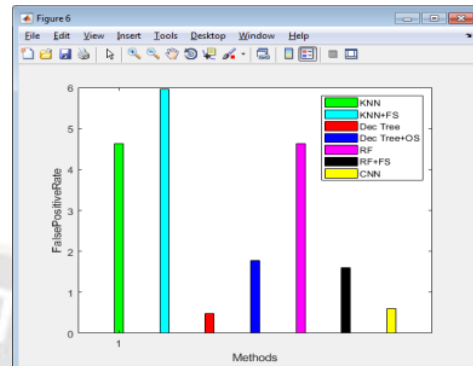 Figure 6
File Edit View Insert Tools Desktop Window Help
6
5
4
3
2
1
0
FalsePositiveRate
KNN
KNN+FS
Dec Tree
Dec Tree+OS
RF
RF+FS
CNN
1
Methods